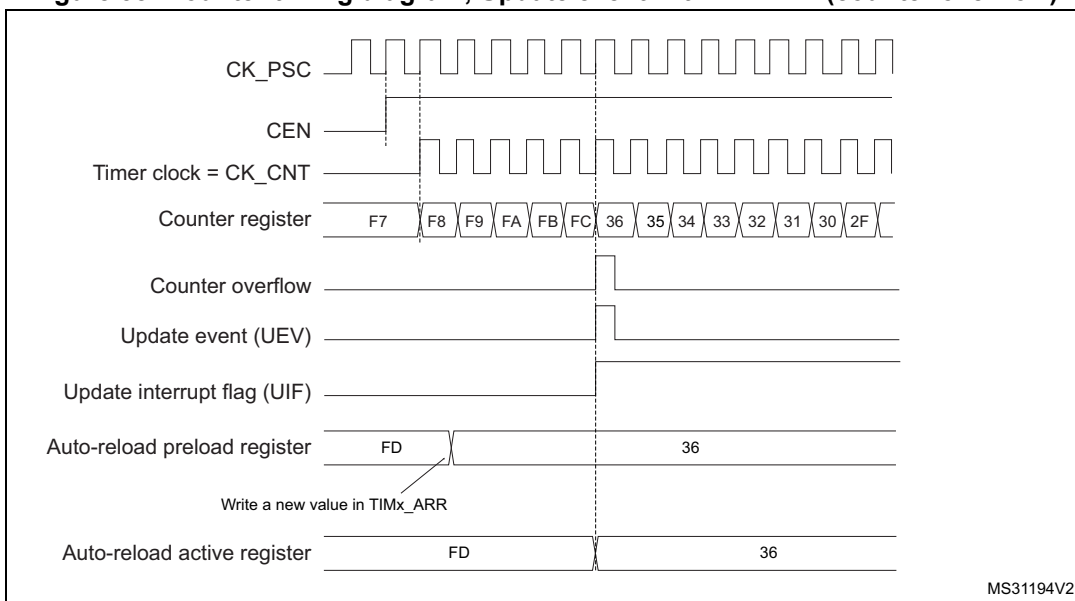 CK_PSC
CEN
Timer clock = CK_CNT
Counter register F7 F8 F9 FA FB FC 36 35 34 33 32 31 30 2F
Counter overflow
Update event (UEV)
Update interrupt flag (UIF)
Auto-reload preload register FD 36
Write a new value in TIMx_ARR
Auto-reload active register FD 36
MS31194V2